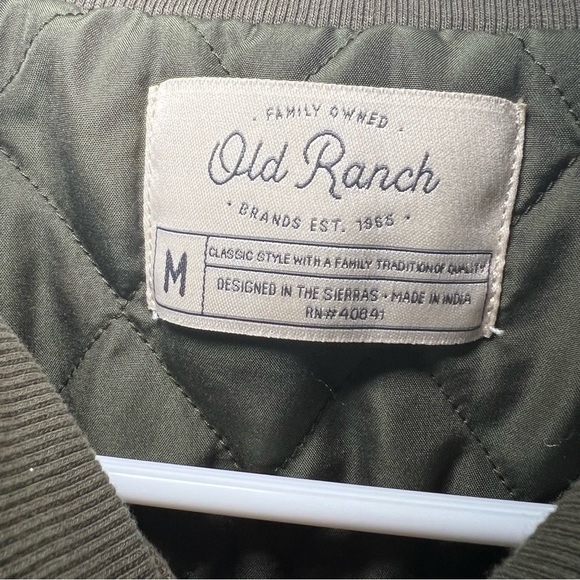 • FAMILY OWNED •
Old Ranch
• BRANDS EST. 1965 •
M
CLASSIC STYLE WITH A FAMILY TRADITION OF QUALITY
DESIGNED IN THE SIERRAS • MADE IN INDIA
RN#40841